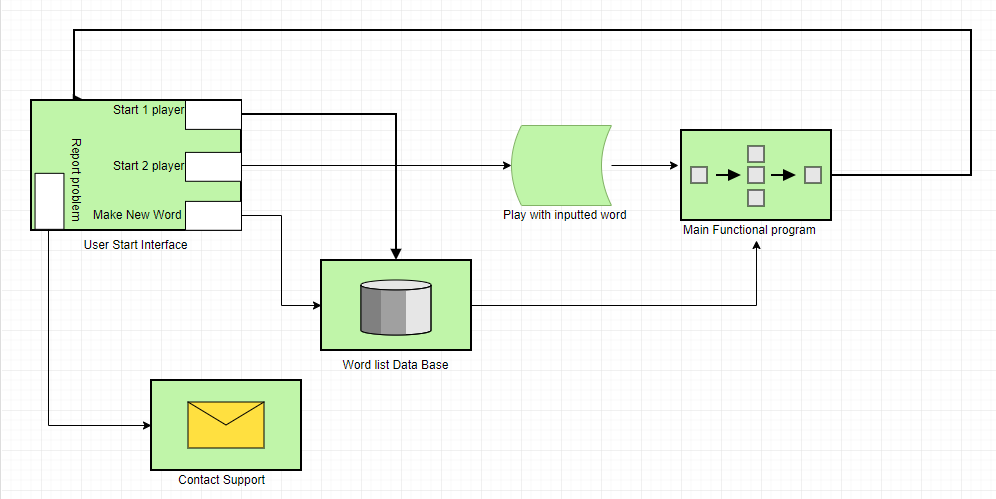 Start 1 player
Report problem
Start 2 player
Make New Word
User Start Interface
Play with inputted word
Main Functional program
Word list Data Base
Contact Support